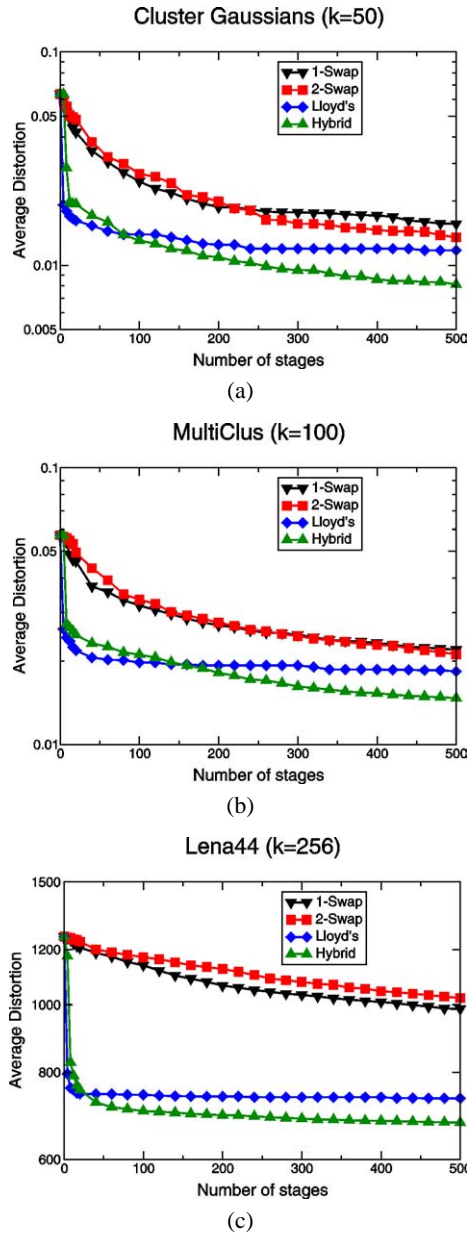 Cluster Gaussians (k=50)
0.1
1-Swap
2-Swap
Lloyd's
Hybrid
0.05
Average Distortion
0.01
0.005
0 100 200 300 400 500
Number of stages
(a)
MultiClus (k=100)
0.1
1-Swap
2-Swap
Lloyd's
Hybrid
0.05
Average Distortion
0.01
0 100 200 300 400 500
Number of stages
(b)
Lena44 (k=256)
1500
1-Swap
2-Swap
Lloyd's
Hybrid
1200
Average Distortion
1000
800
600
0 100 200 300 400 500
Number of stages
(c)